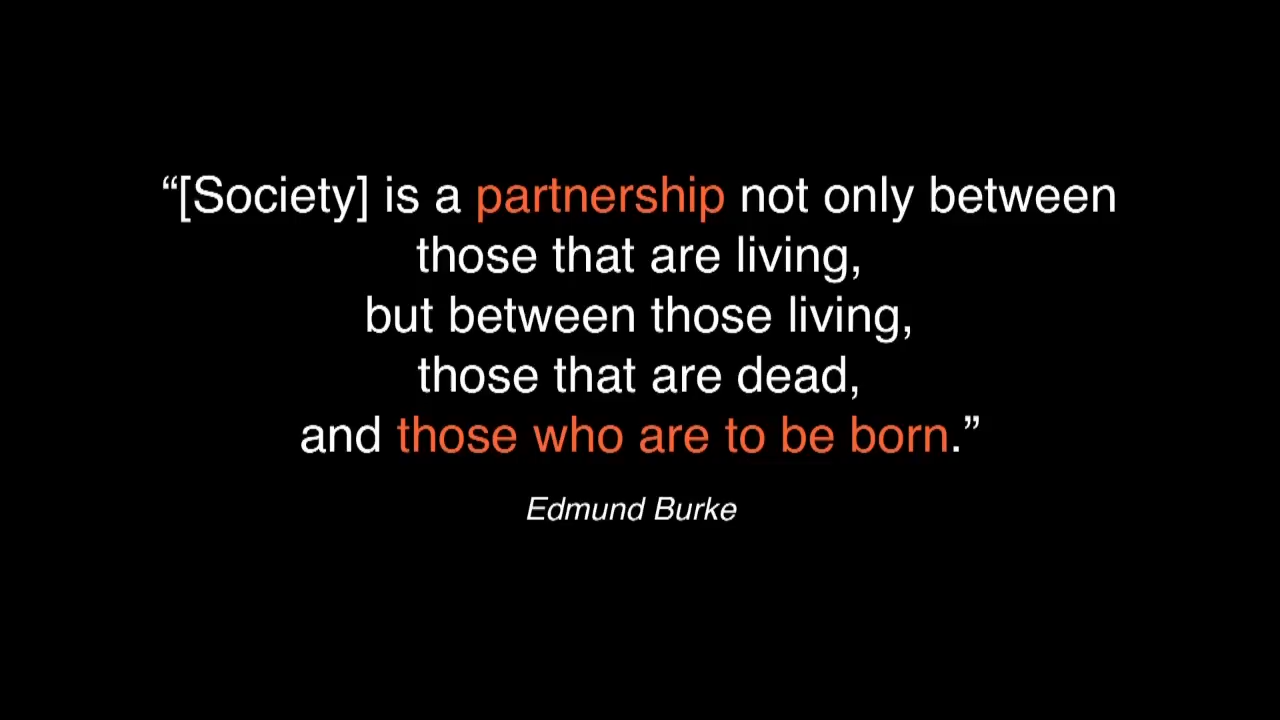 “[Society] is a partnership not only between
those that are living,
but between those living,
those that are dead,
and those who are to be born.”
Edmund Burke